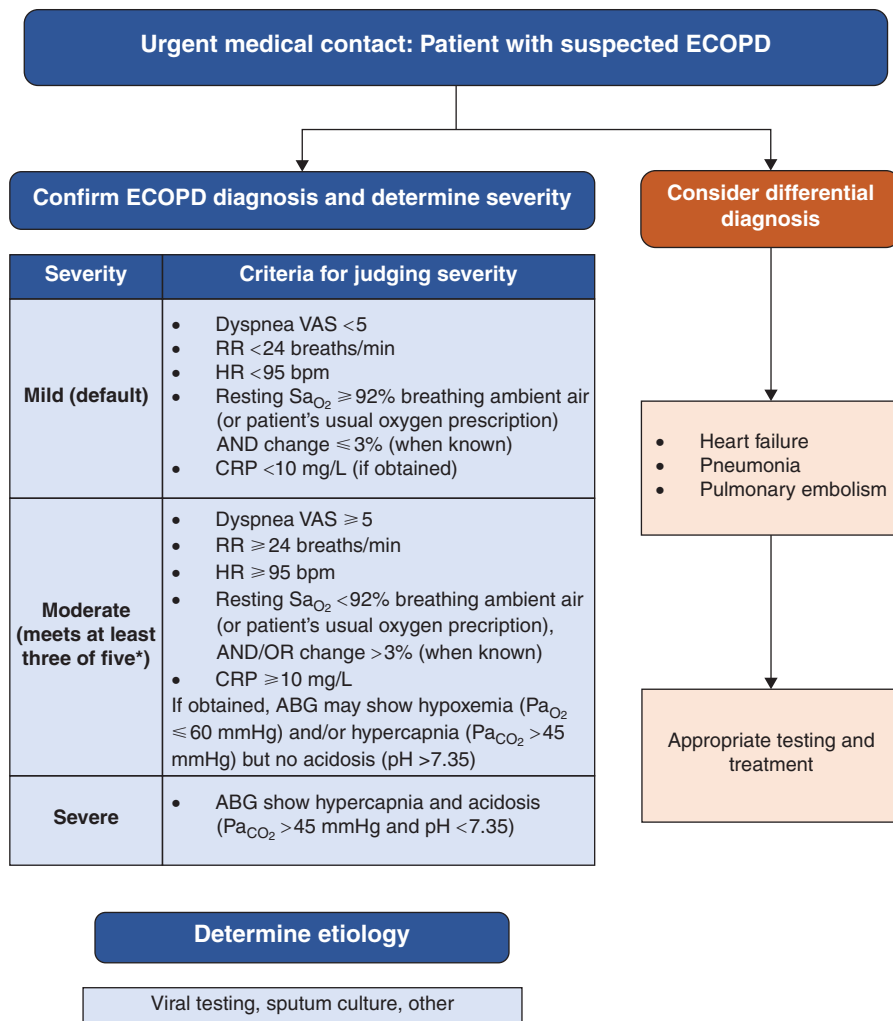 Urgent medical contact: Patient with suspected ECOPD
Confirm ECOPD diagnosis and determine severity
Severity
Criteria for judging severity
Mild (default)
• Dyspnea VAS <5
• RR <24 breaths/min
• HR <95 bpm
• Resting SaO2 ⩾92% breathing ambient air
(or patient's usual oxygen prescription)
AND change ⩽3% (when known)
• CRP <10 mg/L (if obtained)
Moderate
(meets at least
three of five*)
• Dyspnea VAS ⩾5
• RR ⩾24 breaths/min
• HR ⩾95 bpm
• Resting SaO2 <92% breathing ambient air
(or patient's usual oxygen precription),
AND/OR change >3% (when known)
• CRP ⩾10 mg/L
If obtained, ABG may show hypoxemia (PaO2
⩽60 mmHg) and/or hypercapnia (PaCO2 >45
mmHg) but no acidosis (pH >7.35)
Severe
• ABG show hypercapnia and acidosis
(PaCO2 >45 mmHg and pH <7.35)
Determine etiology
Viral testing, sputum culture, other
Consider differential
diagnosis
• Heart failure
• Pneumonia
• Pulmonary embolism
Appropriate testing and
treatment